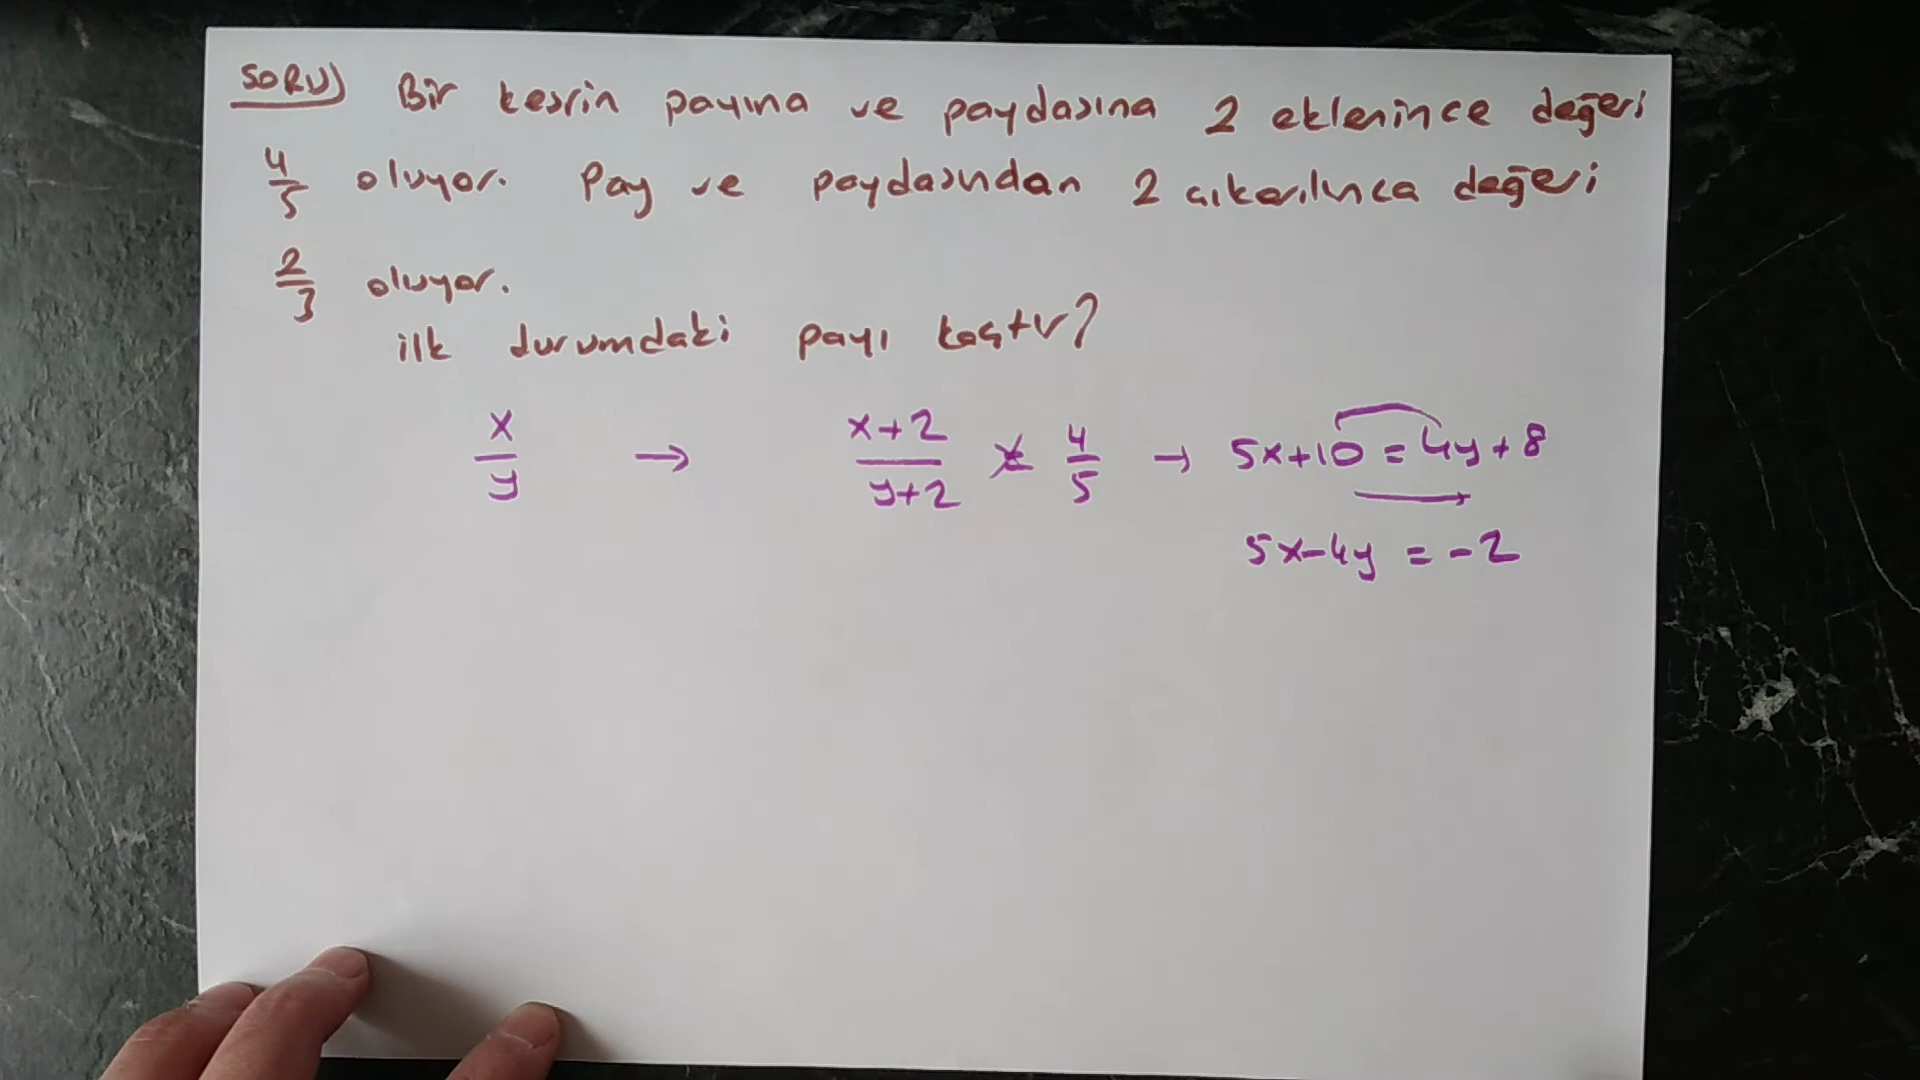 SORU) Bir kesrin payına ve paydasına 2 eklenince değeri
4/5 oluyor. Pay ve paydasından 2 çıkarılınca değeri
2/3 oluyor.
ilk durumdaki payı kaçtır?
x/y → x+2/y+2 = 4/5 → 5x+10 = 4y+8
5x-4y = -2